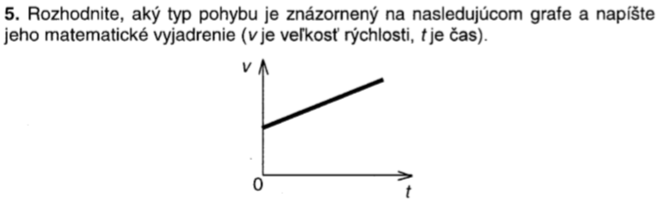 5. Rozhodnite, aký typ pohybu je znázornený na nasledujúcom grafe a napíšte
jeho matematické vyjadrenie (v je veľkosť rýchlosti, t je čas).
v
0
t